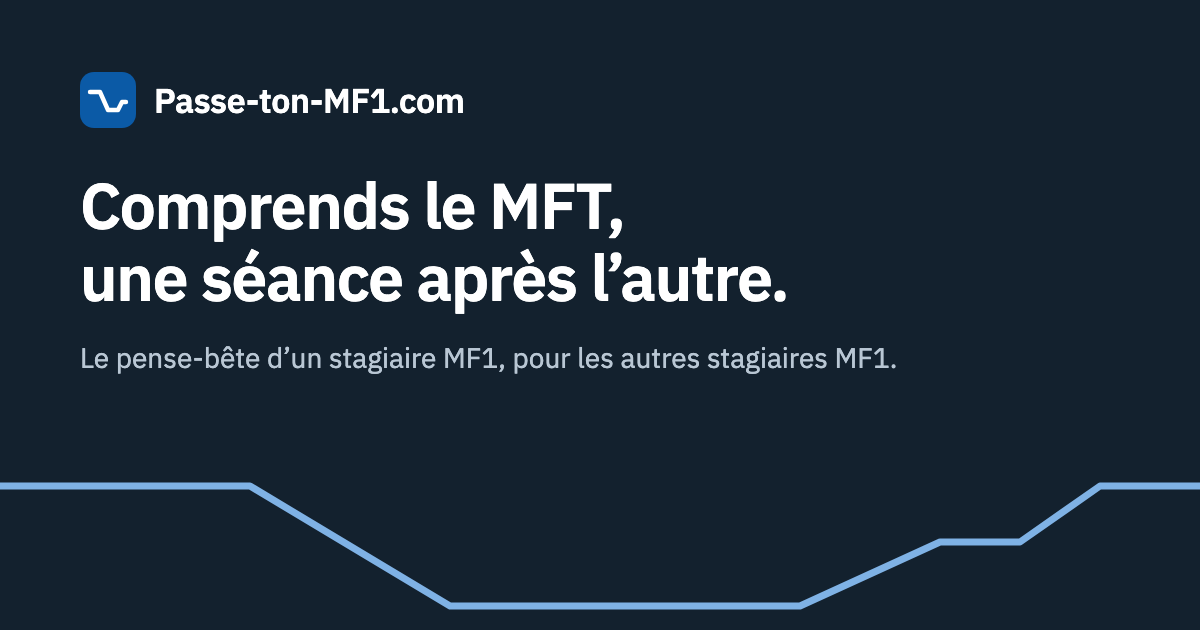 Passe-ton-MF1.com
Comprends le MFT,
une séance après l’autre.
Le pense-bête d’un stagiaire MF1, pour les autres stagiaires MF1.